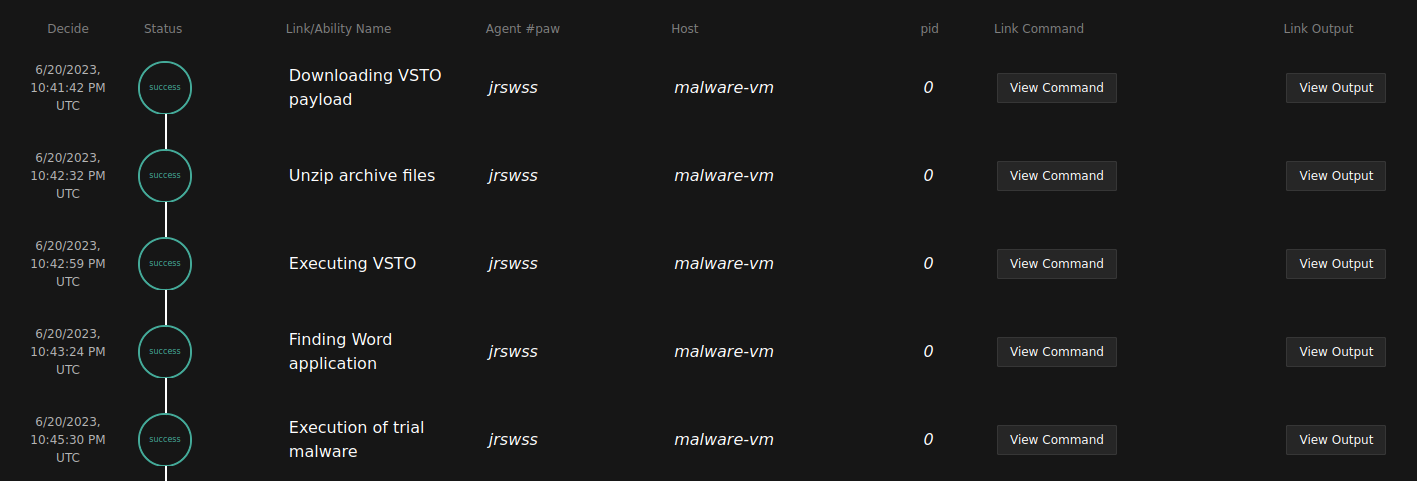 Decide Status Link/Ability Name Agent #paw Host pid Link Command Link Output
6/20/2023,
10:41:42 PM
UTC
success
Downloading VSTO
payload
jrswss
malware-vm
0
View Command
View Output
6/20/2023,
10:42:32 PM
UTC
success
Unzip archive files
jrswss
malware-vm
0
View Command
View Output
6/20/2023,
10:42:59 PM
UTC
success
Executing VSTO
jrswss
malware-vm
0
View Command
View Output
6/20/2023,
10:43:24 PM
UTC
success
Finding Word
application
jrswss
malware-vm
0
View Command
View Output
6/20/2023,
10:45:30 PM
UTC
success
Execution of trial
malware
jrswss
malware-vm
0
View Command
View Output